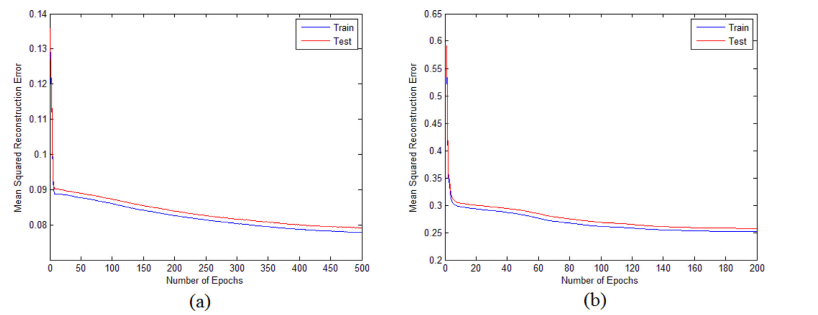 0.14
0.13
0.12
0.11
0.1
0.09
0.08
Mean Squared Reconstruction Error
Train
Test
0 50 100 150 200 250 300 350 400 450 500
Number of Epochs
(a)
0.65
0.6
0.55
0.5
0.45
0.4
0.35
0.3
0.25
0.2
Mean Squared Reconstruction Error
Train
Test
0 20 40 60 80 100 120 140 160 180 200
Number of Epochs
(b)